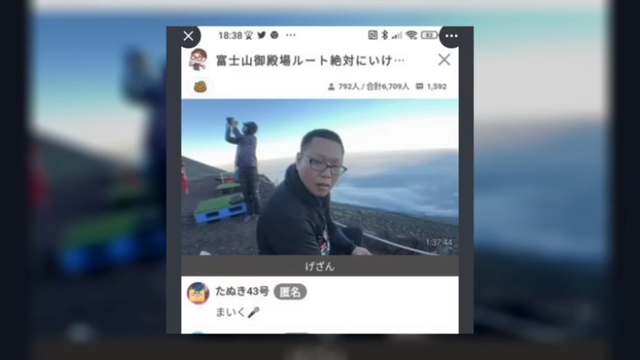 18:38
富士山御殿場ルート絶対にいけ…
792人 / 合計6,709人 1,592
1:37:44
げざん
たぬき43号 匿名
まいく🎤